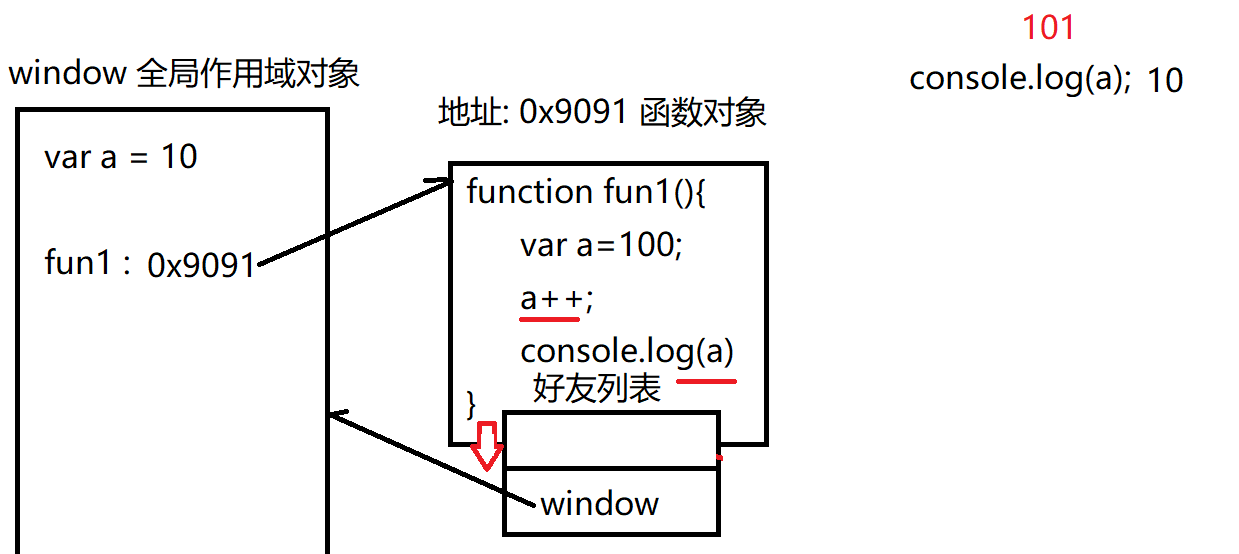 101
console.log(a); 10
window 全局作用域对象
var a = 10
fun1 : 0x9091
地址: 0x9091 函数对象
function fun1(){
var a=100;
a++;
console.log(a)
好友列表
}
window